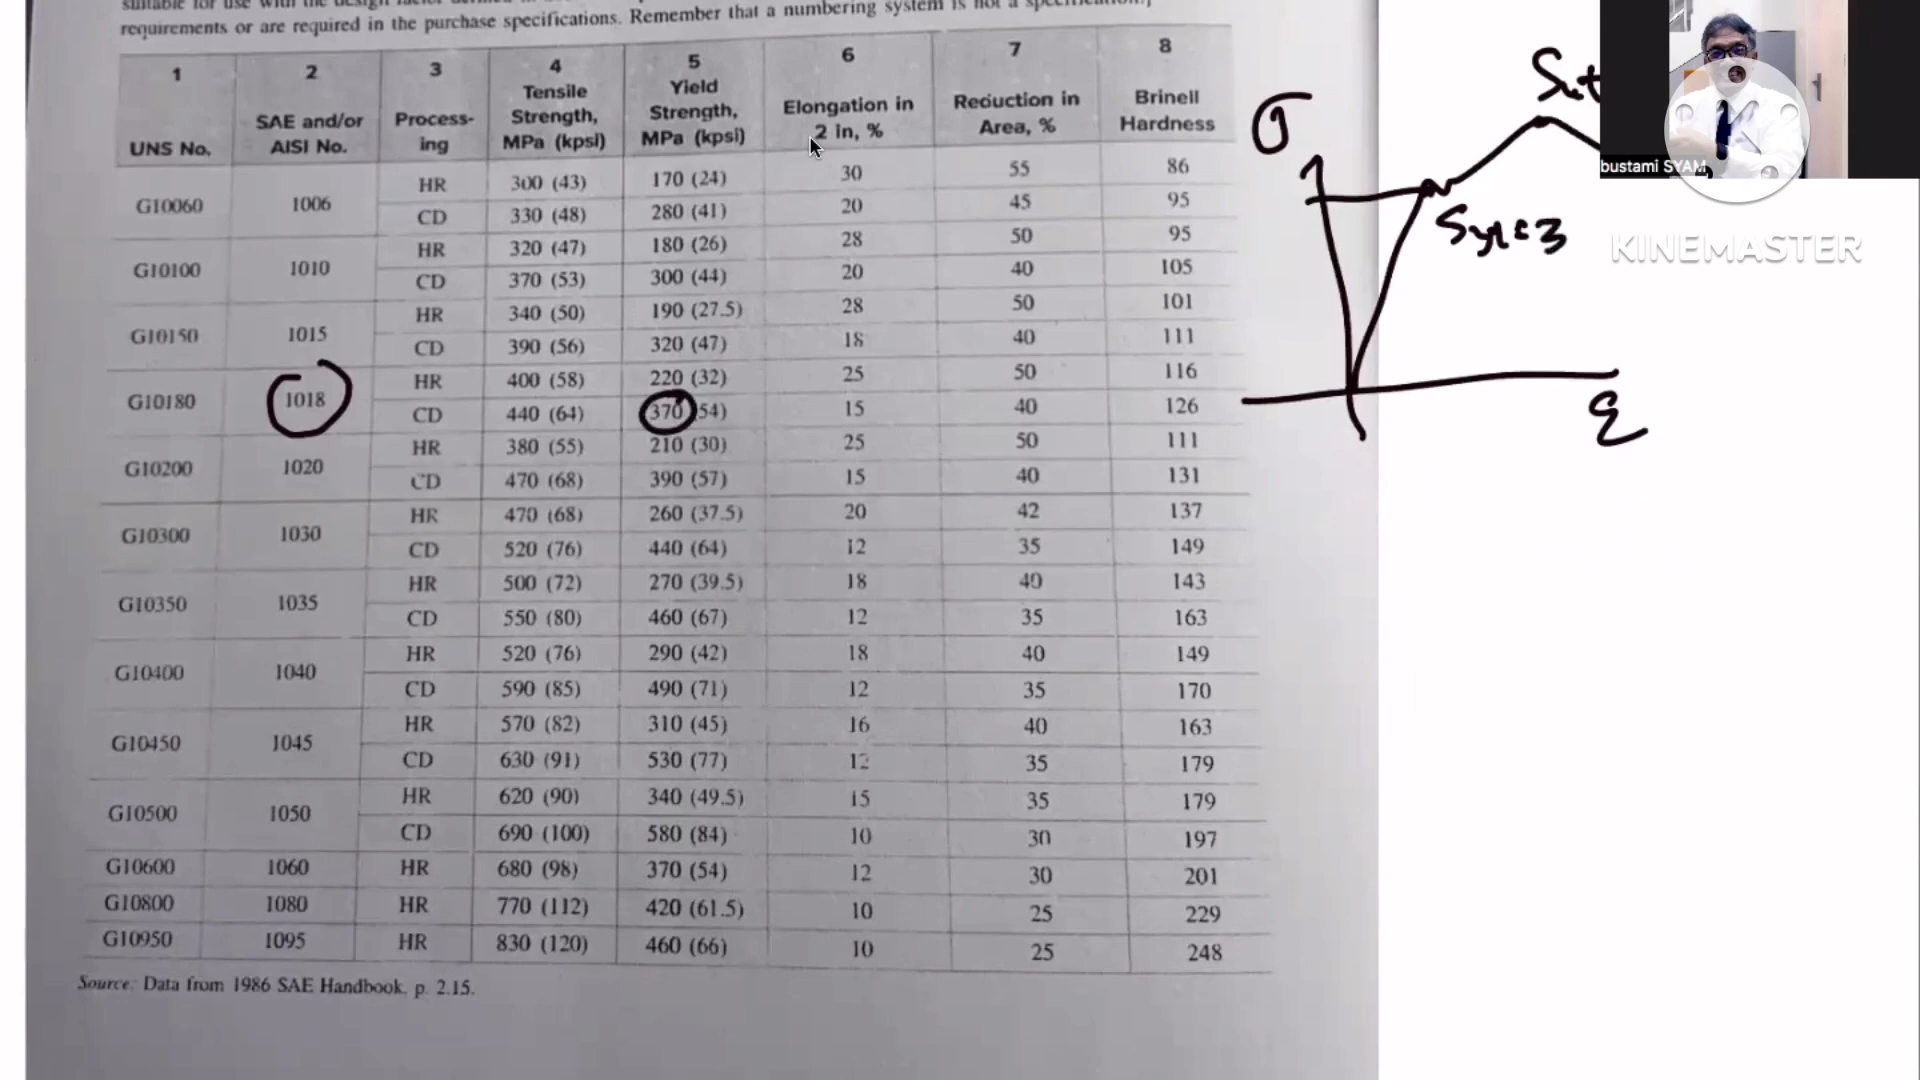 requirements or are required in the purchase specifications. Remember that a numbering system is not a specification.]
1 2 3 4 5 6 7 8
UNS No. SAE and/or AISI No. Process-ing Tensile Strength, MPa (kpsi) Yield Strength, MPa (kpsi) Elongation in 2 in, % Reduction in Area, % Brinell Hardness
G10060 1006 HR 300 (43) 170 (24) 30 55 86
CD 330 (48) 280 (41) 20 45 95
G10100 1010 HR 320 (47) 180 (26) 28 50 95
CD 370 (53) 300 (44) 20 40 105
G10150 1015 HR 340 (50) 190 (27.5) 28 50 101
CD 390 (56) 320 (47) 18 40 111
G10180 1018 HR 400 (58) 220 (32) 25 50 116
CD 440 (64) 370 (54) 15 40 126
G10200 1020 HR 380 (55) 210 (30) 25 50 111
CD 470 (68) 390 (57) 15 40 131
G10300 1030 HR 470 (68) 260 (37.5) 20 42 137
CD 520 (76) 440 (64) 12 35 149
G10350 1035 HR 500 (72) 270 (39.5) 18 40 143
CD 550 (80) 460 (67) 12 35 163
G10400 1040 HR 520 (76) 290 (42) 18 40 149
CD 590 (85) 490 (71) 12 35 170
G10450 1045 HR 570 (82) 310 (45) 16 40 163
CD 630 (91) 530 (77) 12 35 179
G10500 1050 HR 620 (90) 340 (49.5) 15 35 179
CD 690 (100) 580 (84) 10 30 197
G10600 1060 HR 680 (98) 370 (54) 12 30 201
G10800 1080 HR 770 (112) 420 (61.5) 10 25 229
G10950 1095 HR 830 (120) 460 (66) 10 25 248
Source: Data from 1986 SAE Handbook, p. 2.15.
σ
Sut
ε
bustami SYAM
KINEMASTER